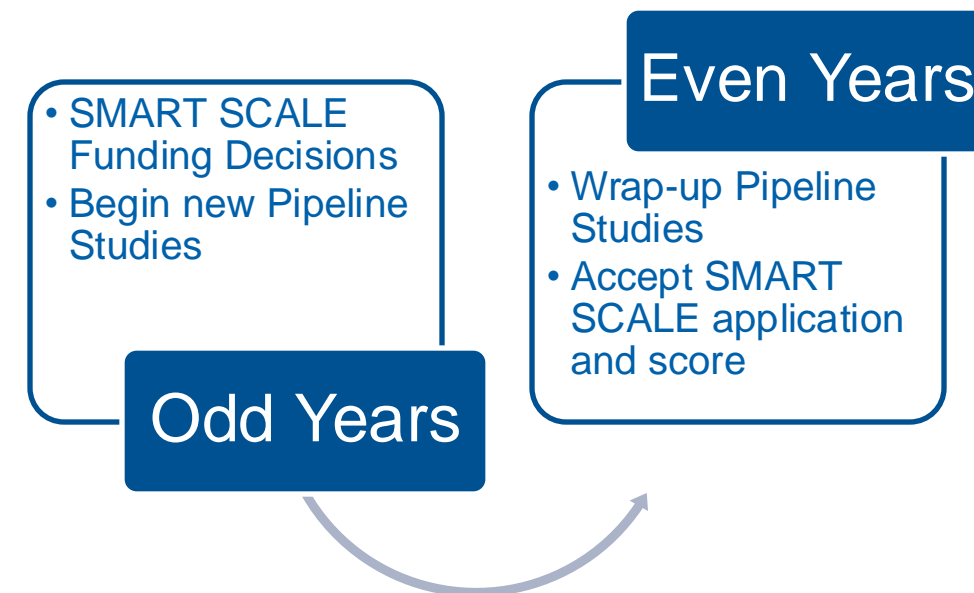 • SMART SCALE
Funding Decisions
• Begin new Pipeline
Studies
Odd Years
Even Years
• Wrap-up Pipeline
Studies
• Accept SMART
SCALE application
and score